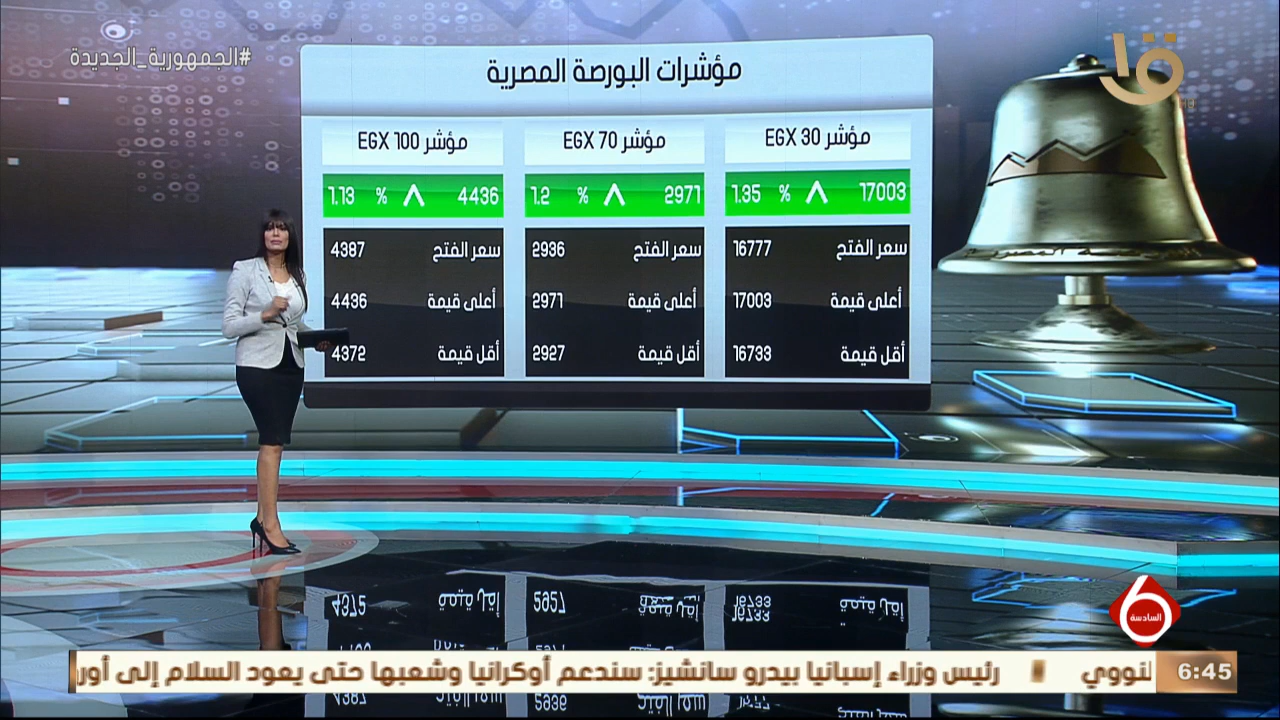 #الجمهورية_الجديدة
مؤشرات البورصة المصرية
مؤشر EGX 30
17003 % 1.35
سعر الفتح 16777
أعلى قيمة 17003
أقل قيمة 16733
مؤشر EGX 70
2971 % 1.2
سعر الفتح 2936
أعلى قيمة 2971
أقل قيمة 2927
مؤشر EGX 100
4436 % 1.13
سعر الفتح 4387
أعلى قيمة 4436
أقل قيمة 4372
السادسة
6:45
لنووي رئيس وزراء إسبانيا بيدرو سانشيز: سندعم أوكرانيا وشعبها حتى يعود السلام إلى أور